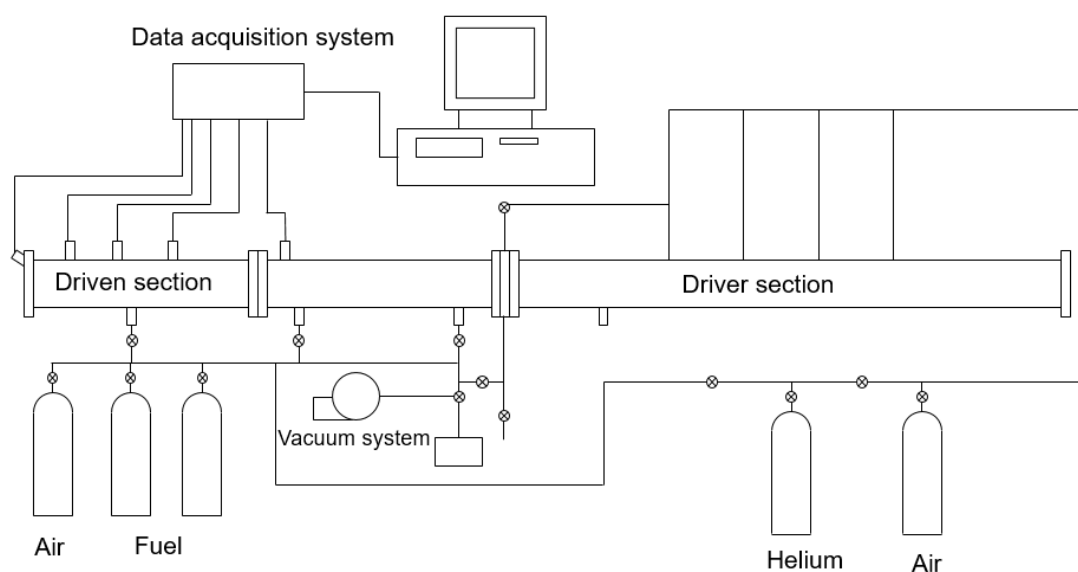 Data acquisition system
Driven section
Driver section
Vacuum system
Air
Fuel
Helium
Air